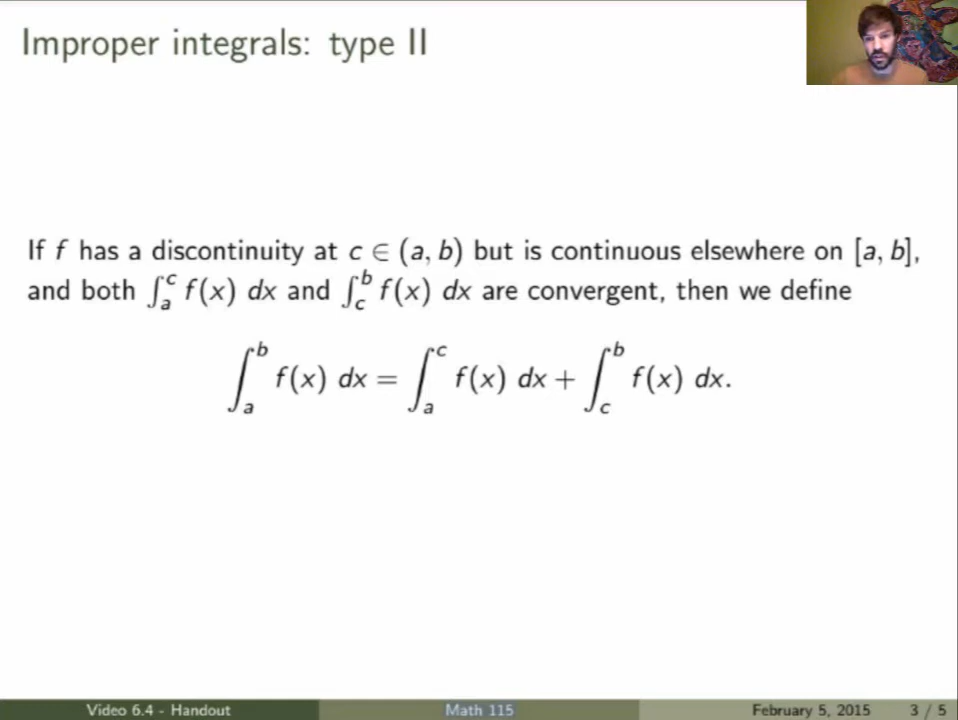 Improper integrals: type II
If f has a discontinuity at c ∈ (a, b) but is continuous elsewhere on [a, b],
and both ∫_a^c f(x) dx and ∫_c^b f(x) dx are convergent, then we define
∫_a^b f(x) dx = ∫_a^c f(x) dx + ∫_c^b f(x) dx.
Video 6.4 - Handout Math 115 February 5, 2015 3 / 5